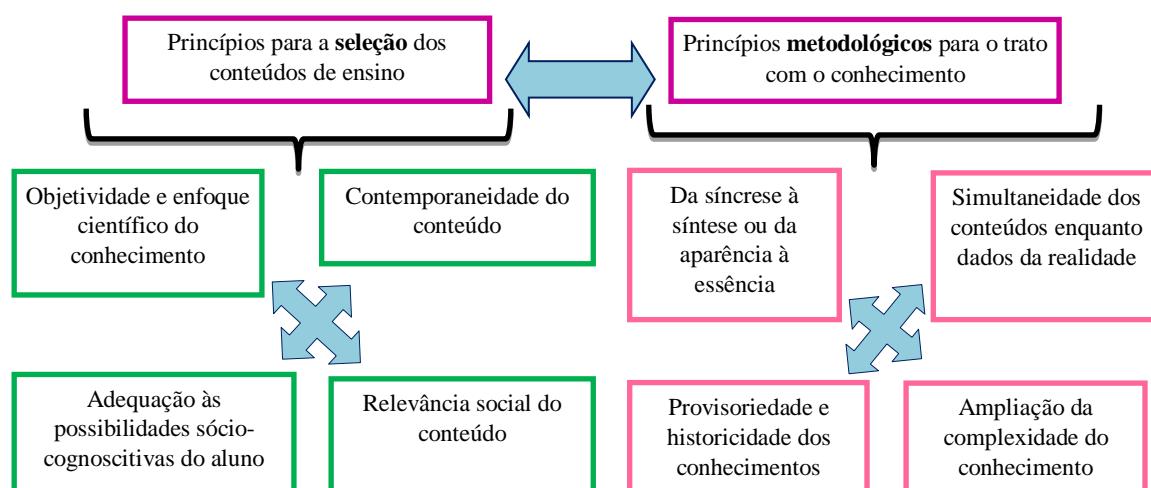 Princípios para a seleção dos
conteúdos de ensino
Princípios metodológicos para o trato
com o conhecimento
Objetividade e enfoque
científico do
conhecimento
Contemporaneidade do
conteúdo
Da síncrese à
síntese ou da
aparência à
essência
Simultaneidade dos
conteúdos enquanto
dados da realidade
Adequação às
possibilidades sócio-
cognoscitivas do aluno
Relevância social do
conteúdo
Provisoriedade e
historicidade dos
conhecimentos
Ampliação da
complexidade do
conhecimento